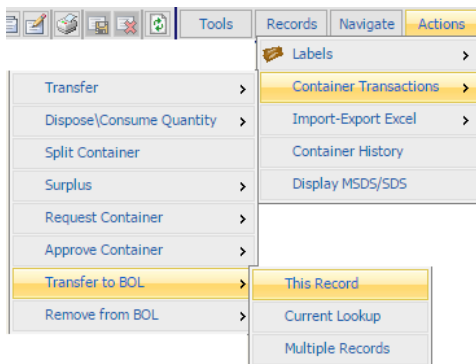 Tools Records Navigate Actions
Labels
Container Transactions
Import-Export Excel
Container History
Display MSDS/SDS
Transfer
Dispose\Consume Quantity
Split Container
Surplus
Request Container
Approve Container
Transfer to BOL
Remove from BOL
This Record
Current Lookup
Multiple Records